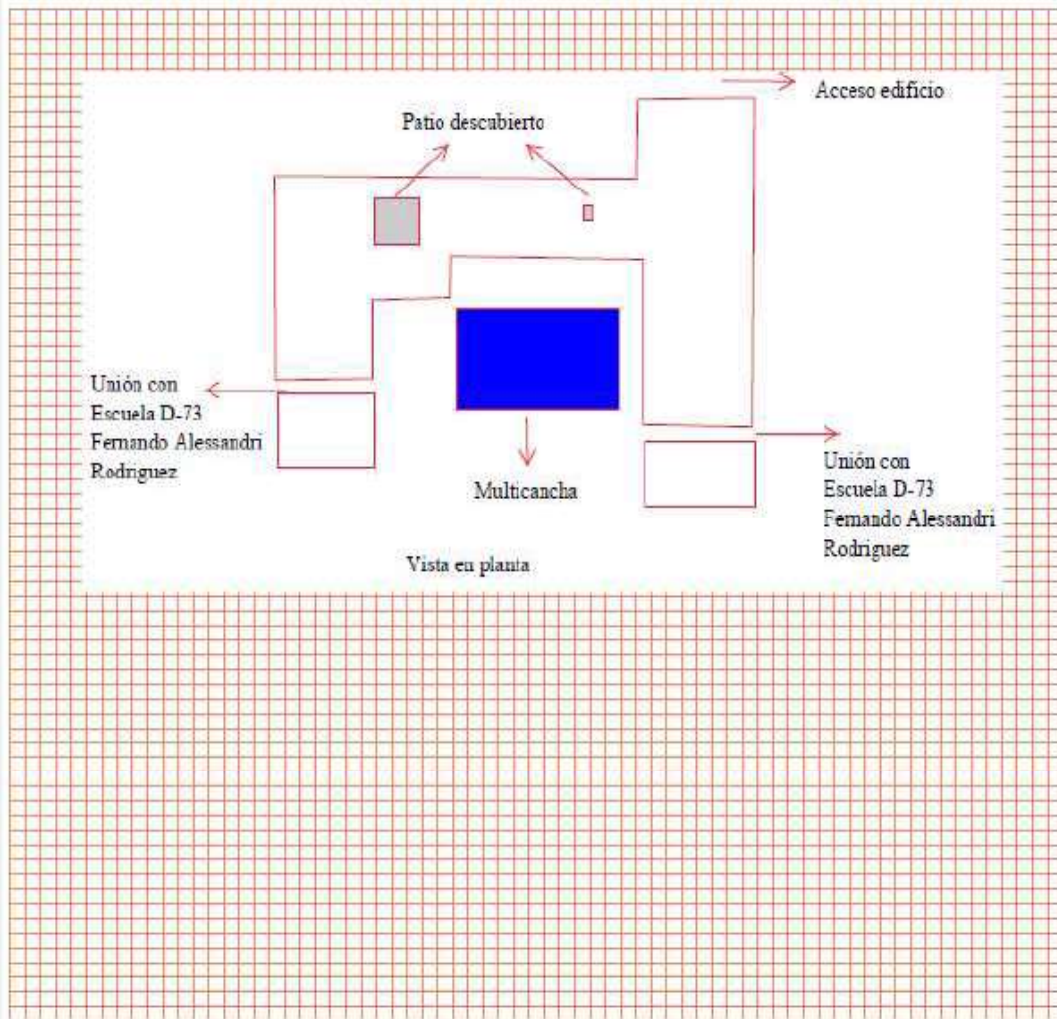 Acceso edificio
Patio descubierto
Unión con
Escuela D-73
Fernando Alessandri
Rodriguez
Multicancha
Unión con
Escuela D-73
Fernando Alessandri
Rodriguez
Vista en planta